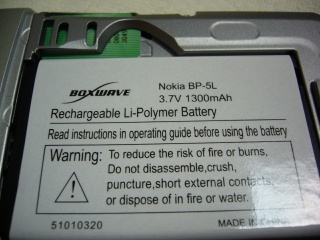 BOXWAVE
Nokia BP-5L
3.7V 1300mAh
Rechargeable Li-Polymer Battery
Read instructions in operating guide before using the battery
Warning: To reduce the risk of fire or burns,
Do not disassemble,crush,
puncture,short external contacts,
or dispose of in fire or water.
51010320
MADE IN